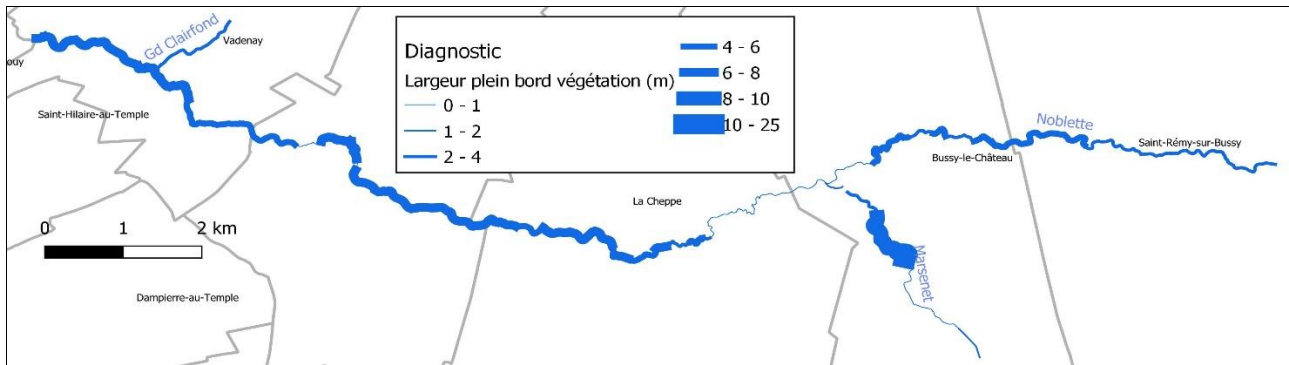 Gd Clairfond
Vadenay
ouy
Saint-Hilaire-au-Temple
Diagnostic
Largeur plein bord végétation (m)
0 - 1
1 - 2
2 - 4
4 - 6
6 - 8
8 - 10
10 - 25
Noblette
Saint-Rémy-sur-Bussy
Bussy-le-Château
La Cheppe
0 1 2 km
Marsenet
Dampierre-au-Temple